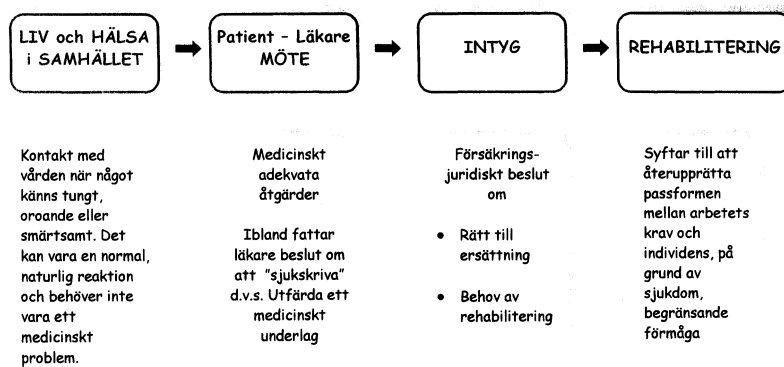 LIV och HÄLSA
i SAMHÄLLET
Patient - Läkare
MÖTE
INTYG
REHABILITERING
Kontakt med
vården när något
känns tungt,
oroande eller
smärtsamt. Det
kan vara en normal,
naturlig reaktion
och behöver inte
vara ett
medicinskt
problem.
Medicinskt
adekvata
åtgärder
Ibland fattar
läkare beslut om
att "sjukskriva"
d.v.s. Utfärda ett
medicinskt
underlag
Försäkrings-
juridiskt beslut
om
• Rätt till
ersättning
• Behov av
rehabilitering
Syftar till att
återupprätta
passformen
mellan arbetets
krav och
individens, på
grund av
sjukdom,
begränsande
förmåga